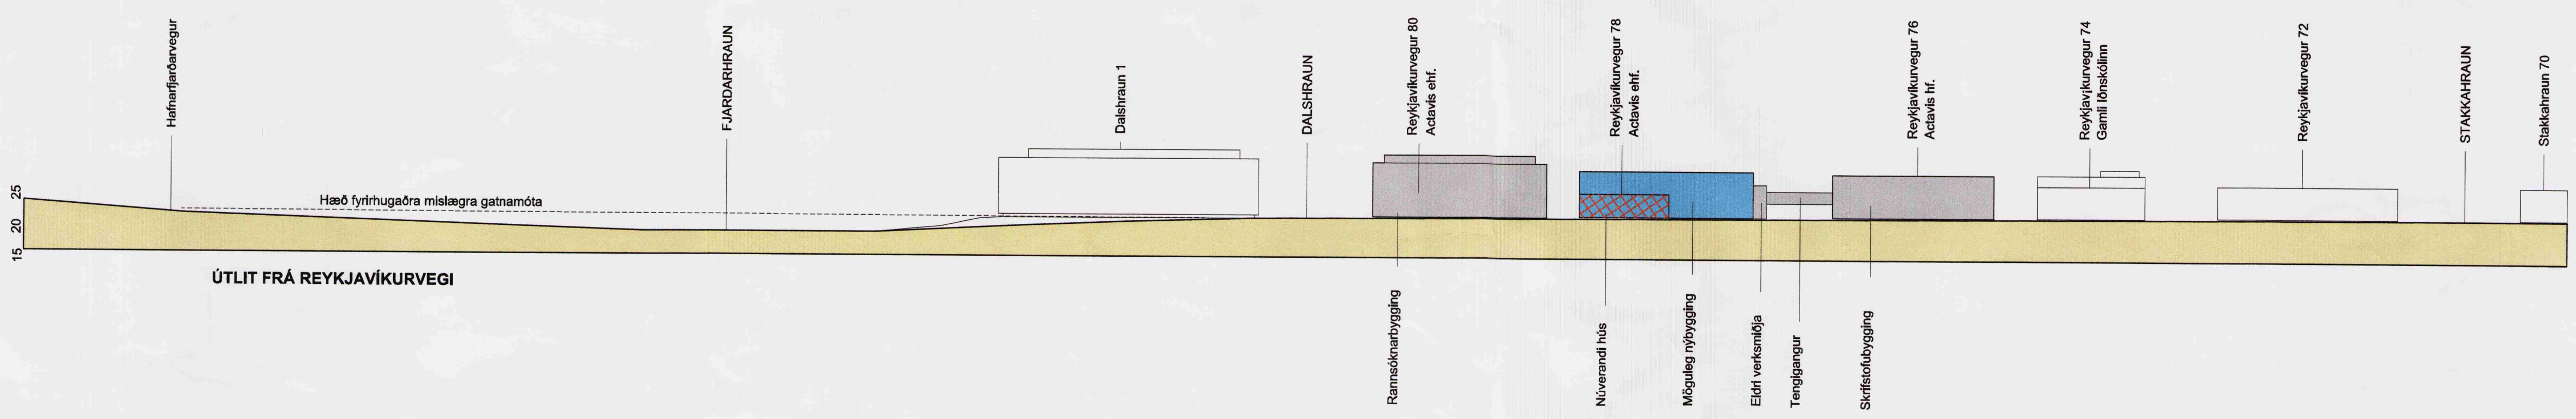 Hafnarfjarðarvegur
FJARDARHRAUN
Dalshraun 1
DALSHRAUN
Reykjavíkurvegur 80
Actavis ehf.
Reykjavíkurvegur 78
Actavis ehf.
Reykjavíkurvegur 76
Actavis hf.
Reykjav¡kurvegur 74
Gamli Iðnskólinn
Reykjavíkurvegur 72
STAKKAHRAUN
Stakkahraun 70
25
20
15
Hæð fyrirhugaðra mislægra gatnamóta
ÚTLIT FRÁ REYKJAVÍKURVEGI
Rannsóknarbygging
Núverandi hús
Möguleg nýbygging
Eldri verksmiðja
Tengigangur
Skrifstofubygging